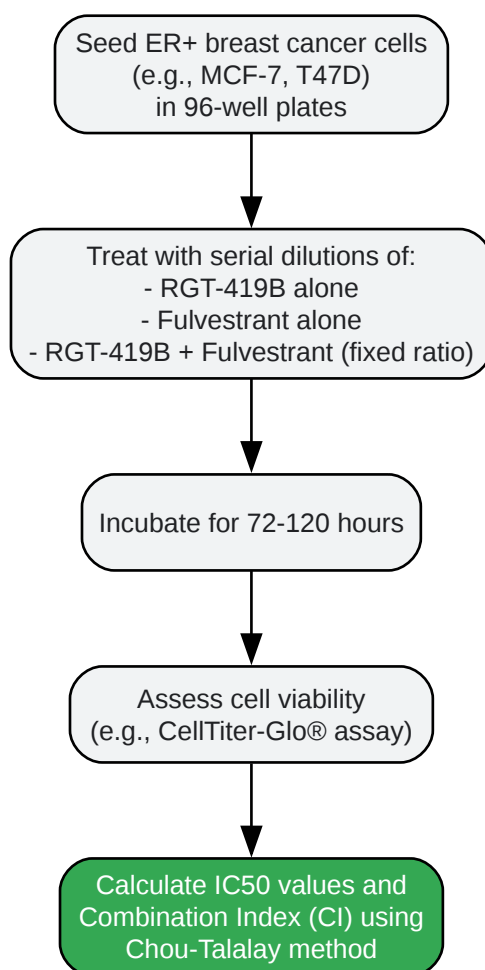 Seed ER+ breast cancer cells
(e.g., MCF-7, T47D)
in 96-well plates
Treat with serial dilutions of:
- RGT-419B alone
- Fulvestrant alone
- RGT-419B + Fulvestrant (fixed ratio)
Incubate for 72-120 hours
Assess cell viability
(e.g., CellTiter-Glo® assay)
Calculate IC50 values and
Combination Index (CI) using
Chou-Talalay method